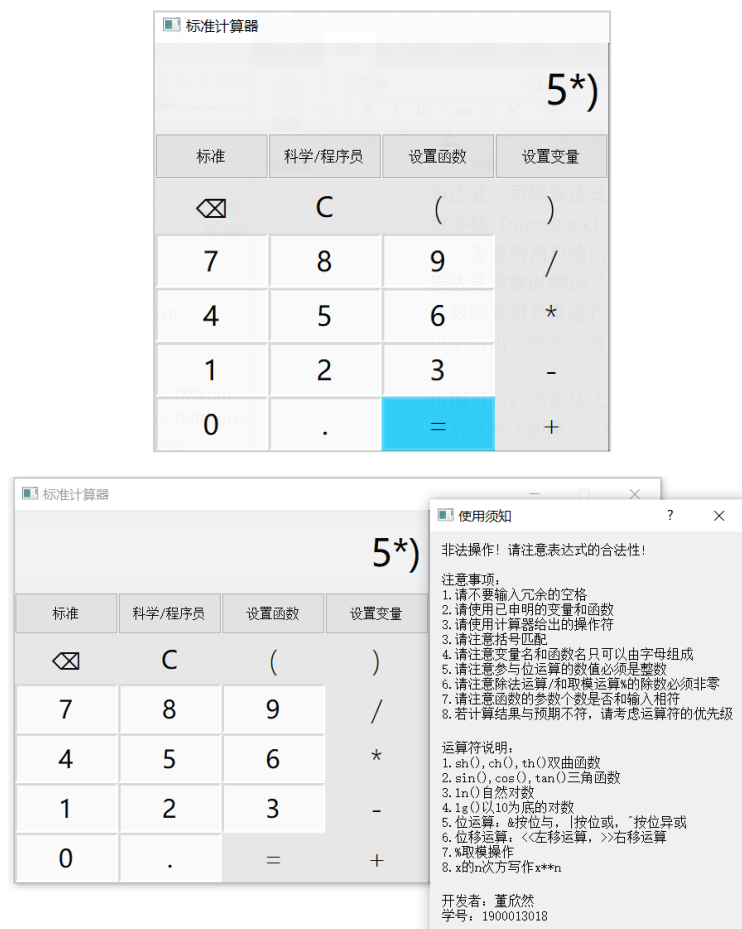 标准计算器
5*)
标准 科学/程序员 设置函数 设置变量
⌫ C ( )
7 8 9 /
4 5 6 *
1 2 3 -
0 . = +
标准计算器
5*)
标准 科学/程序员 设置函数 设置变量
⌫ C ( )
7 8 9 /
4 5 6 *
1 2 3 -
0 . = +
使用须知 ?
非法操作! 请注意表达式的合法性!
注意事项:
1.请不要输入冗余的空格
2.请使用已申明的变量和函数
3.请使用计算器给出的操作符
3.请注意括号匹配
4.请注意变量名和函数名只可以由字母组成
5.请注意参与位运算的数值必须是整数
6.请注意除法运算/和取模运算%的除数必须非零
7.请注意函数的参数个数是否和输入相符
8.若计算结果与预期不符, 请考虑运算符的优先级
运算符说明:
1.sh(),ch(),th()双曲函数
2.sin(),cos(),tan()三角函数
3.ln()自然对数
4.lg()以10为底的对数
5.位运算: &按位与, |按位或, ^按位异或
6.位移运算: <<左移运算, >>右移运算
7.%取模操作
8.x的n次方写作x**n
开发者: 董欣然
学号: 1900013018